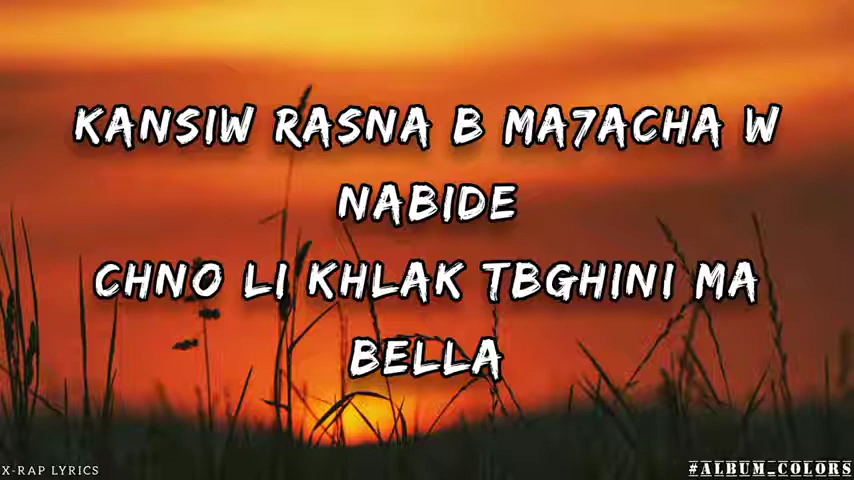 KANSIW RASNA B MA7ACHA W
NABIDE
CHNO LI KHLAK TBGHINI MA
BELLA
X-RAP LYRICS
#ALBUM_COLORS